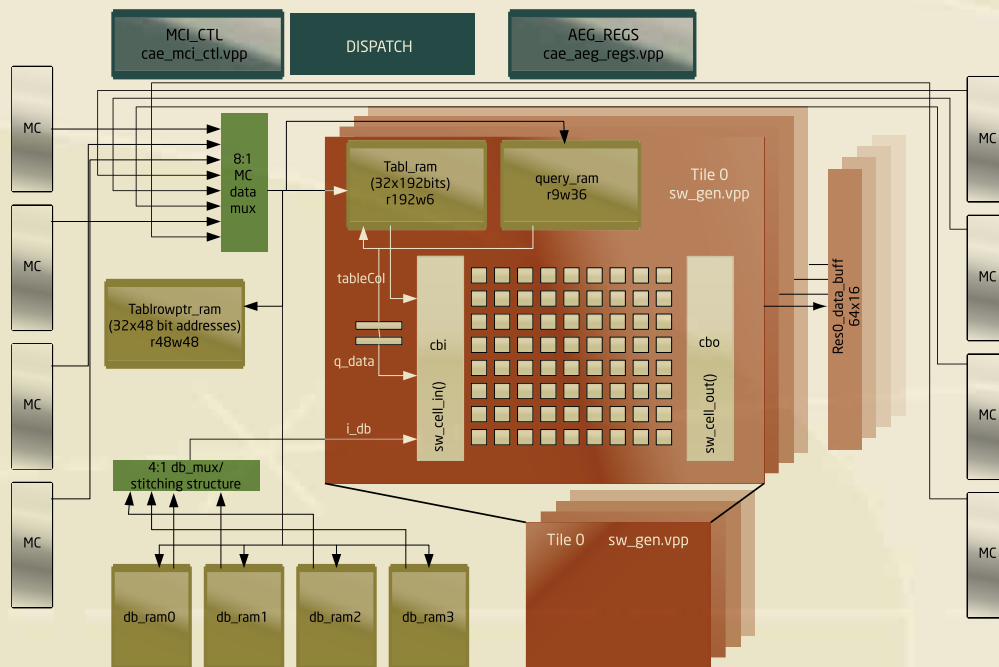 MCI_CTL
cae_mci_ctl.vpp
DISPATCH
AEG_REGS
cae_aeg_regs.vpp
MC
MC
MC
MC
8:1
MC
data
mux
Tabl_ram
(32x192bits)
r192w6
query_ram
r9w36
Tile 0
sw_gen.vpp
MC
MC
MC
MC
Tablrowptr_ram
(32x48 bit addresses)
r48w48
tableCol
q_data
i_db
cbi
sw_cell_in()
cbo
sw_cell_out()
Res0_data_buff
64x16
4:1 db_mux/
stitching structure
Tile 0 sw_gen.vpp
db_ram0
db_ram1
db_ram2
db_ram3